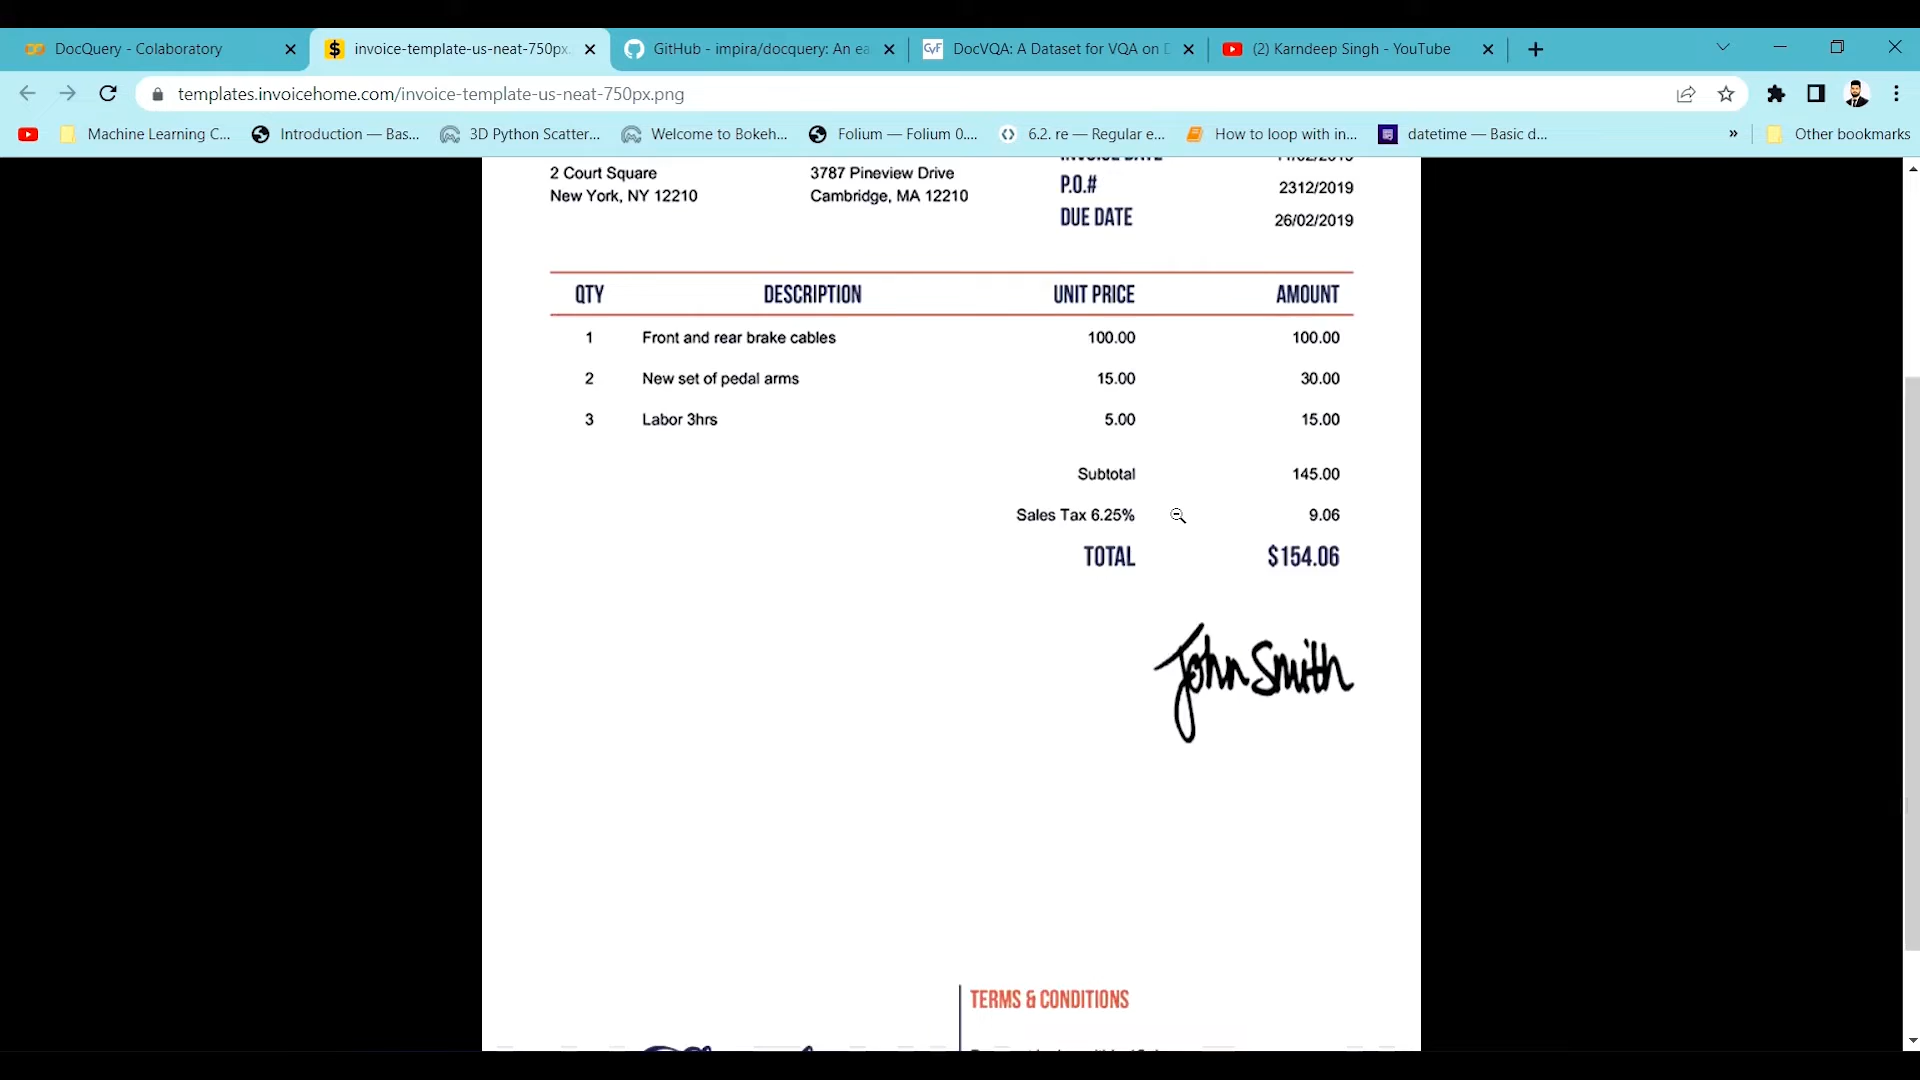 DocQuery - Colaboratory
invoice-template-us-neat-750px.
GitHub - impira/docquery: An ea
DocVQA: A Dataset for VQA on D
(2) Karndeep Singh - YouTube
templates.invoicehome.com/invoice-template-us-neat-750px.png
Machine Learning C...
Introduction — Bas...
3D Python Scatter...
Welcome to Bokeh...
Folium — Folium 0....
6.2. re — Regular e...
How to loop with in...
datetime — Basic d...
»
Other bookmarks
INVOICE DATE 11/02/2019
2 Court Square 3787 Pineview Drive
P.O.# 2312/2019
New York, NY 12210 Cambridge, MA 12210
DUE DATE 26/02/2019
QTY DESCRIPTION UNIT PRICE AMOUNT
1 Front and rear brake cables 100.00 100.00
2 New set of pedal arms 15.00 30.00
3 Labor 3hrs 5.00 15.00
Subtotal 145.00
Sales Tax 6.25% 9.06
TOTAL $154.06
John Smith
TERMS & CONDITIONS